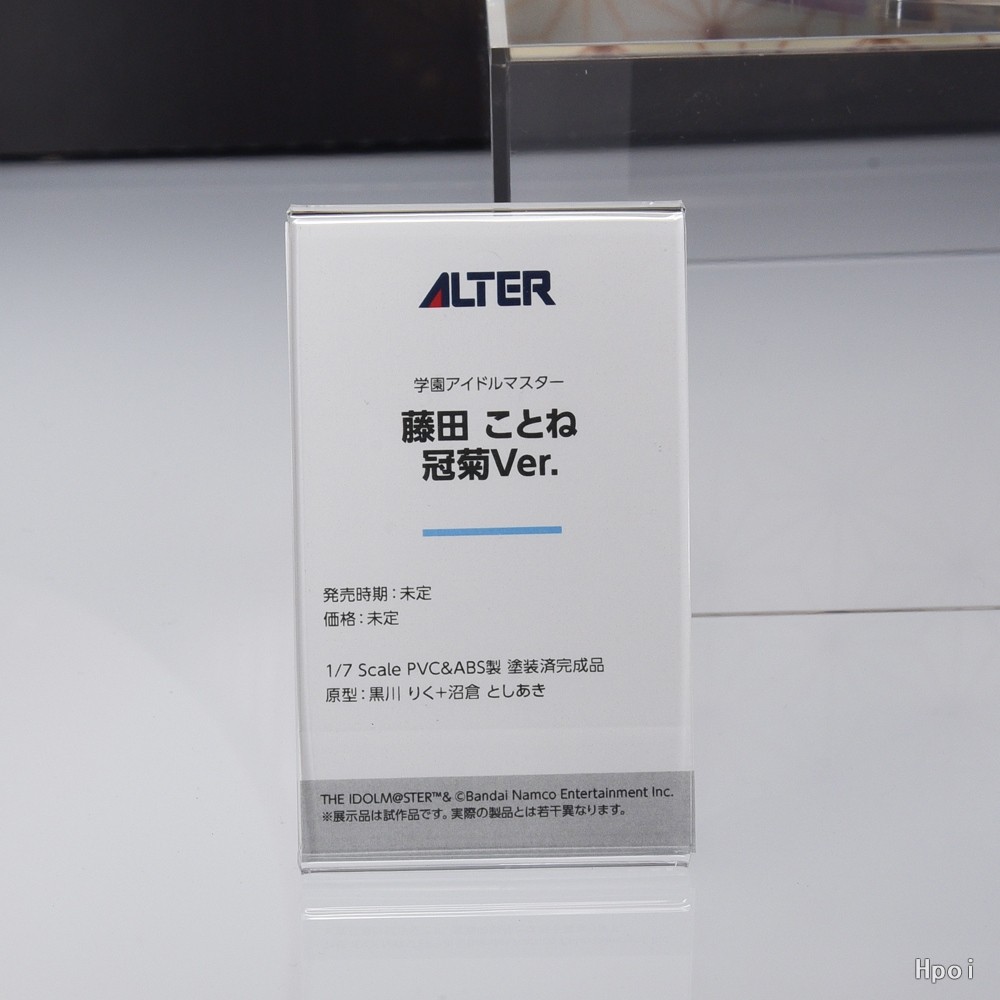 ALTER
学園アイドルマスター
藤田 ことね
冠菊Ver.
発売時期：未定
価格：未定
1/7 Scale PVC&ABS製 塗装済完成品
原型：黒川 りく＋沼倉 としあき
THE IDOLM@STER™& ©Bandai Namco Entertainment Inc.
※展示品は試作品です。実際の製品とは若干異なります。
Hpoi